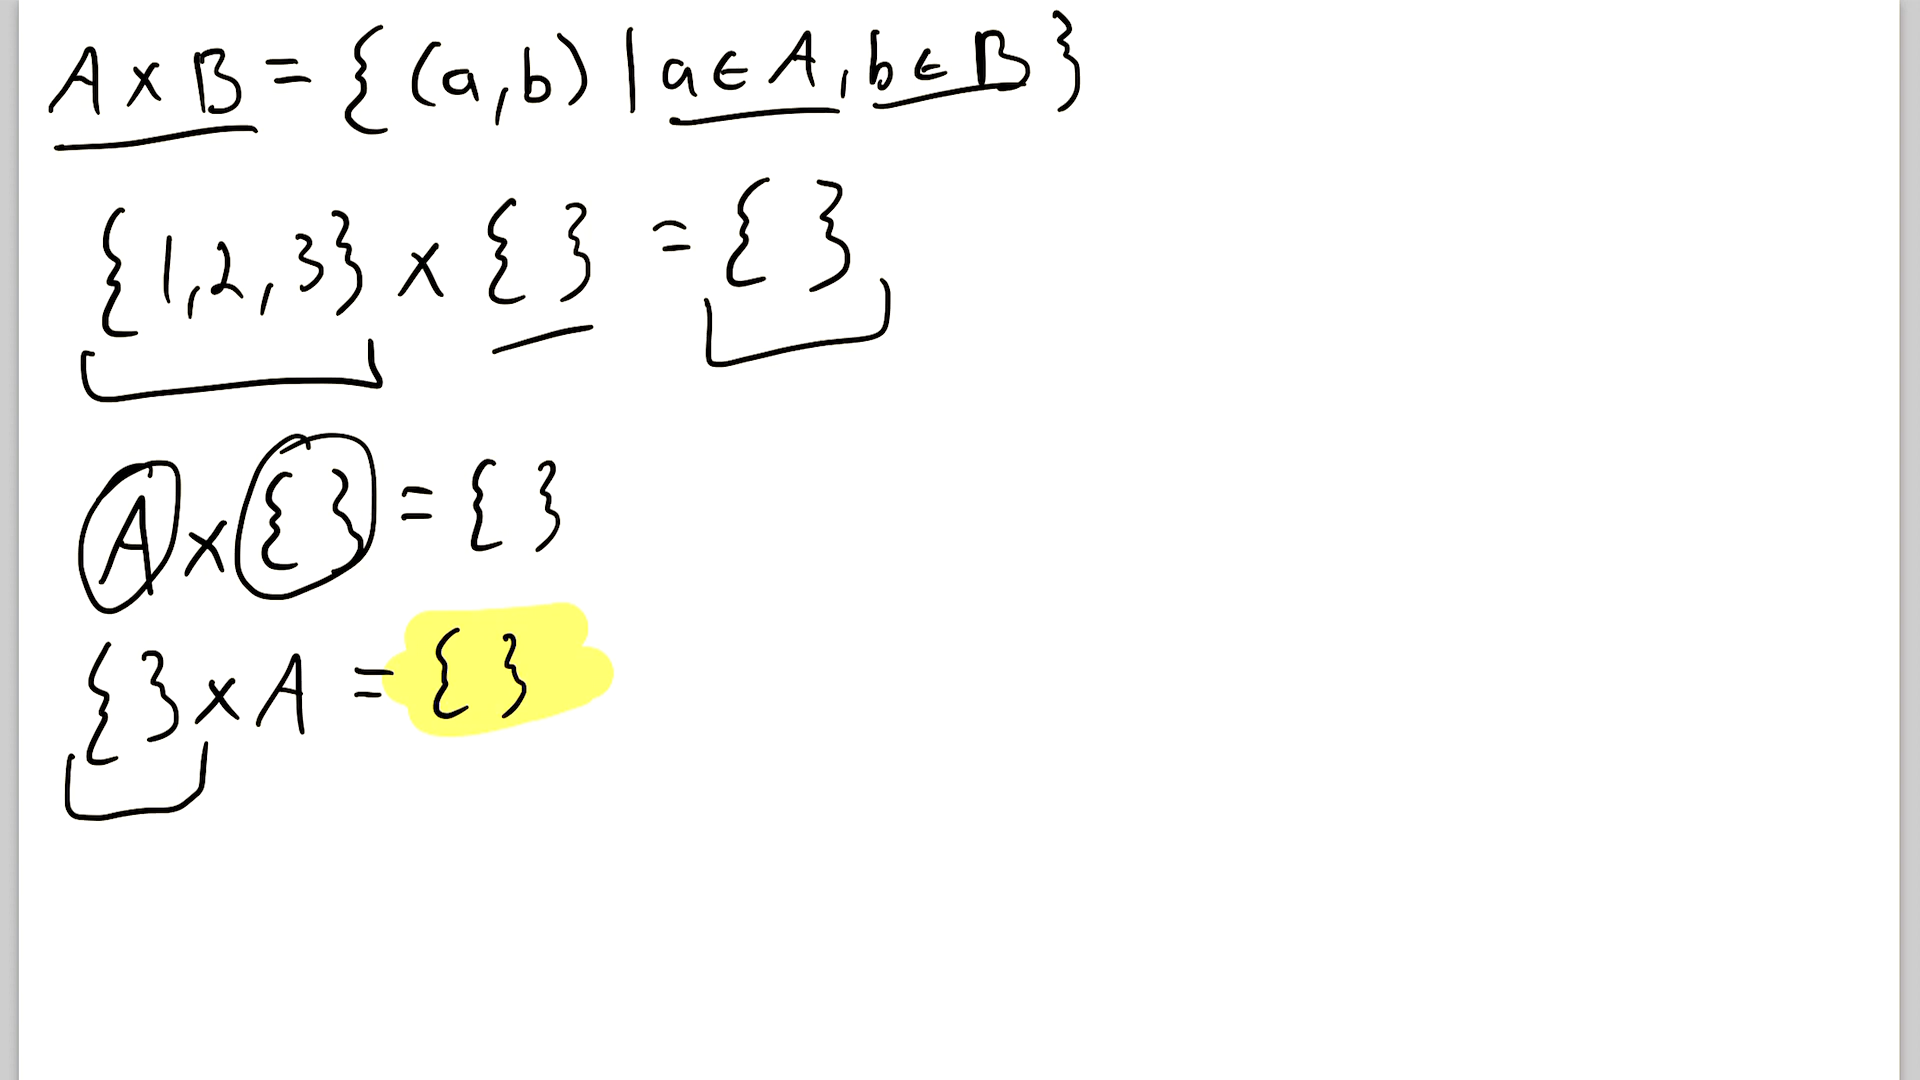 A × B = { (a,b) | a ∈ A, b ∈ B }
{1,2,3} × { } = { }
A × { } = { }
{ } × A = { }